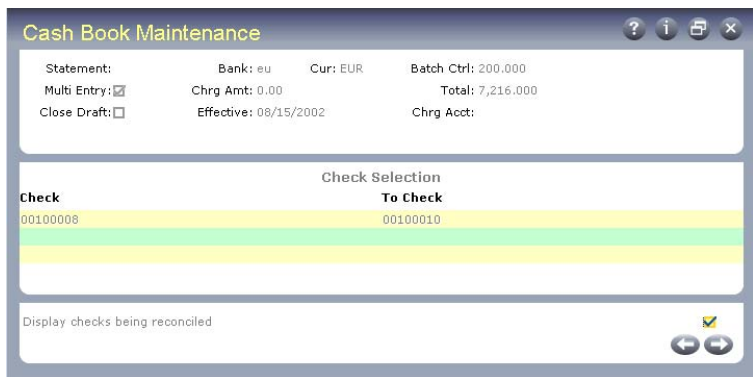 Cash Book Maintenance
Statement: Bank: eu Cur: EUR Batch Ctrl: 200.000
Multi Entry: Chrg Amt: 0.00 Total: 7,216.000
Close Draft: Effective: 08/15/2002 Chrg Acct:
Check Selection
Check To Check
00100008 00100010
Display checks being reconciled